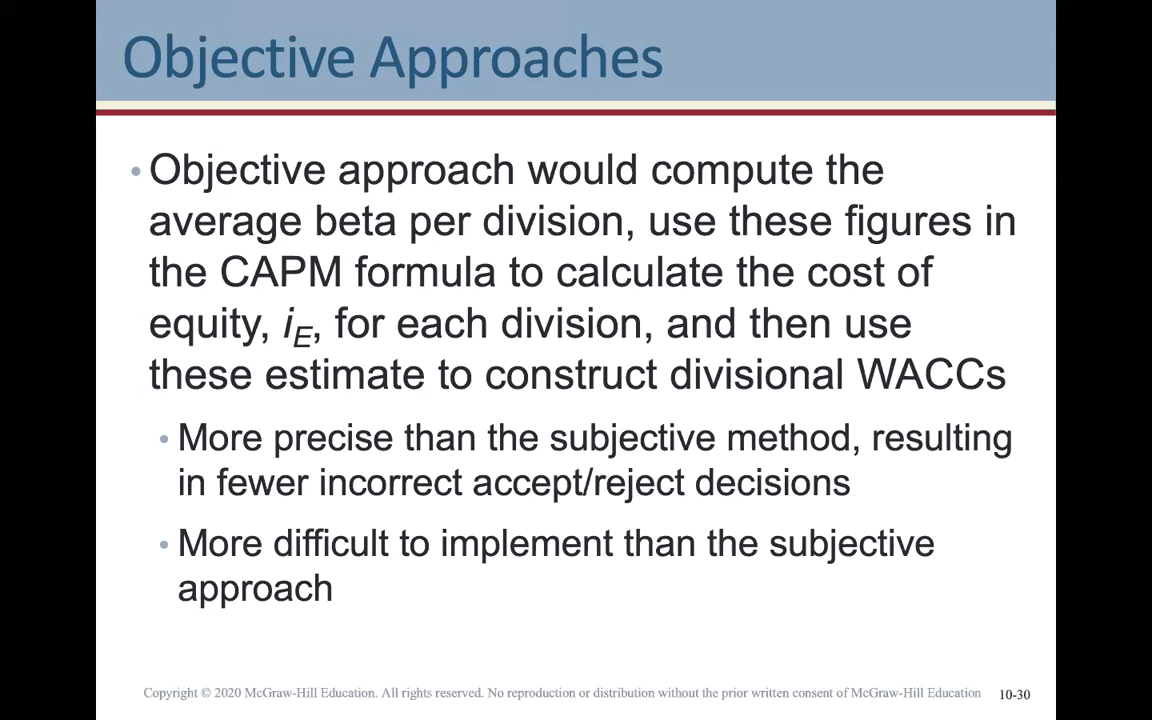 Objective Approaches
• Objective approach would compute the
average beta per division, use these figures in
the CAPM formula to calculate the cost of
equity, iE, for each division, and then use
these estimate to construct divisional WACCs
• More precise than the subjective method, resulting
in fewer incorrect accept/reject decisions
• More difficult to implement than the subjective
approach
Copyright © 2020 McGraw-Hill Education. All rights reserved. No reproduction or distribution without the prior written consent of McGraw-Hill Education 10-30